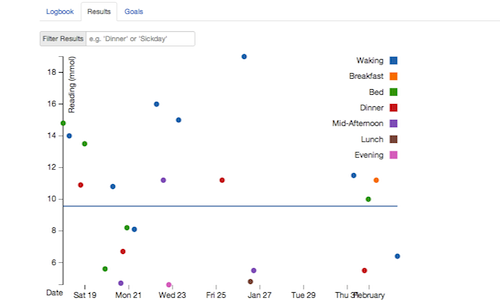 Logbook Results Goals
Filter Results e.g. 'Dinner' or 'Sickday'
Reading (mmol)
18
16
14
12
10
8
6
Waking
Breakfast
Bed
Dinner
Mid-Afternoon
Lunch
Evening
Date Sat 19 Mon 21 Wed 23 Fri 25 Jan 27 Tue 29 Thu 31 February